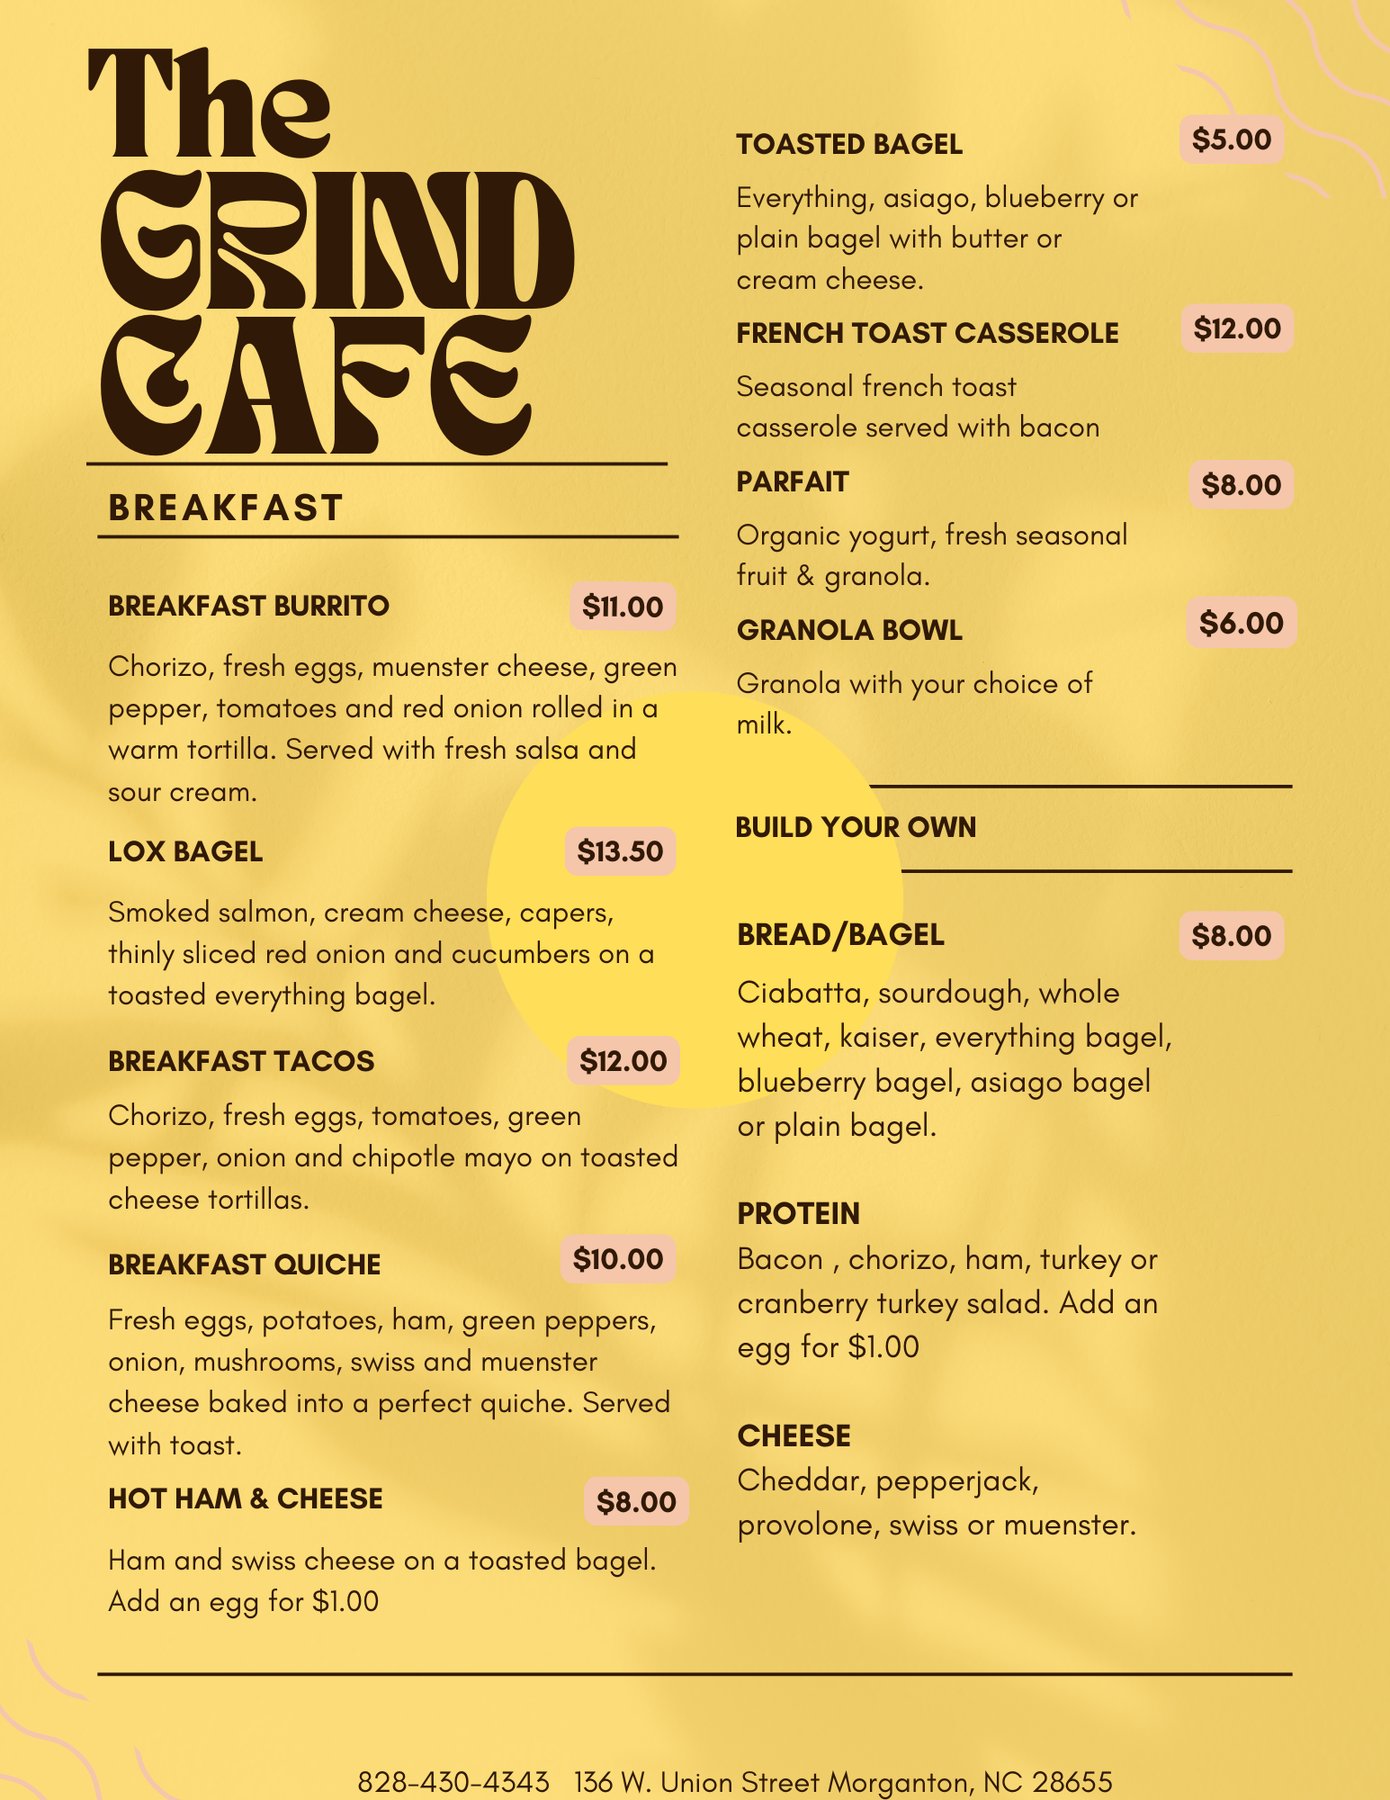 The
GRIND
CAFE
BREAKFAST
BREAKFAST BURRITO $11.00
Chorizo, fresh eggs, muenster cheese, green
pepper, tomatoes and red onion rolled in a
warm tortilla. Served with fresh salsa and
sour cream.
LOX BAGEL $13.50
Smoked salmon, cream cheese, capers,
thinly sliced red onion and cucumbers on a
toasted everything bagel.
BREAKFAST TACOS $12.00
Chorizo, fresh eggs, tomatoes, green
pepper, onion and chipotle mayo on toasted
cheese tortillas.
BREAKFAST QUICHE $10.00
Fresh eggs, potatoes, ham, green peppers,
onion, mushrooms, swiss and muenster
cheese baked into a perfect quiche. Served
with toast.
HOT HAM & CHEESE $8.00
Ham and swiss cheese on a toasted bagel.
Add an egg for $1.00
TOASTED BAGEL $5.00
Everything, asiago, blueberry or
plain bagel with butter or
cream cheese.
FRENCH TOAST CASSEROLE $12.00
Seasonal french toast
casserole served with bacon
PARFAIT $8.00
Organic yogurt, fresh seasonal
fruit & granola.
GRANOLA BOWL $6.00
Granola with your choice of
milk.
BUILD YOUR OWN
BREAD/BAGEL $8.00
Ciabatta, sourdough, whole
wheat, kaiser, everything bagel,
blueberry bagel, asiago bagel
or plain bagel.
PROTEIN
Bacon , chorizo, ham, turkey or
cranberry turkey salad. Add an
egg for $1.00
CHEESE
Cheddar, pepperjack,
provolone, swiss or muenster.
828-430-4343 136 W. Union Street Morganton, NC 28655